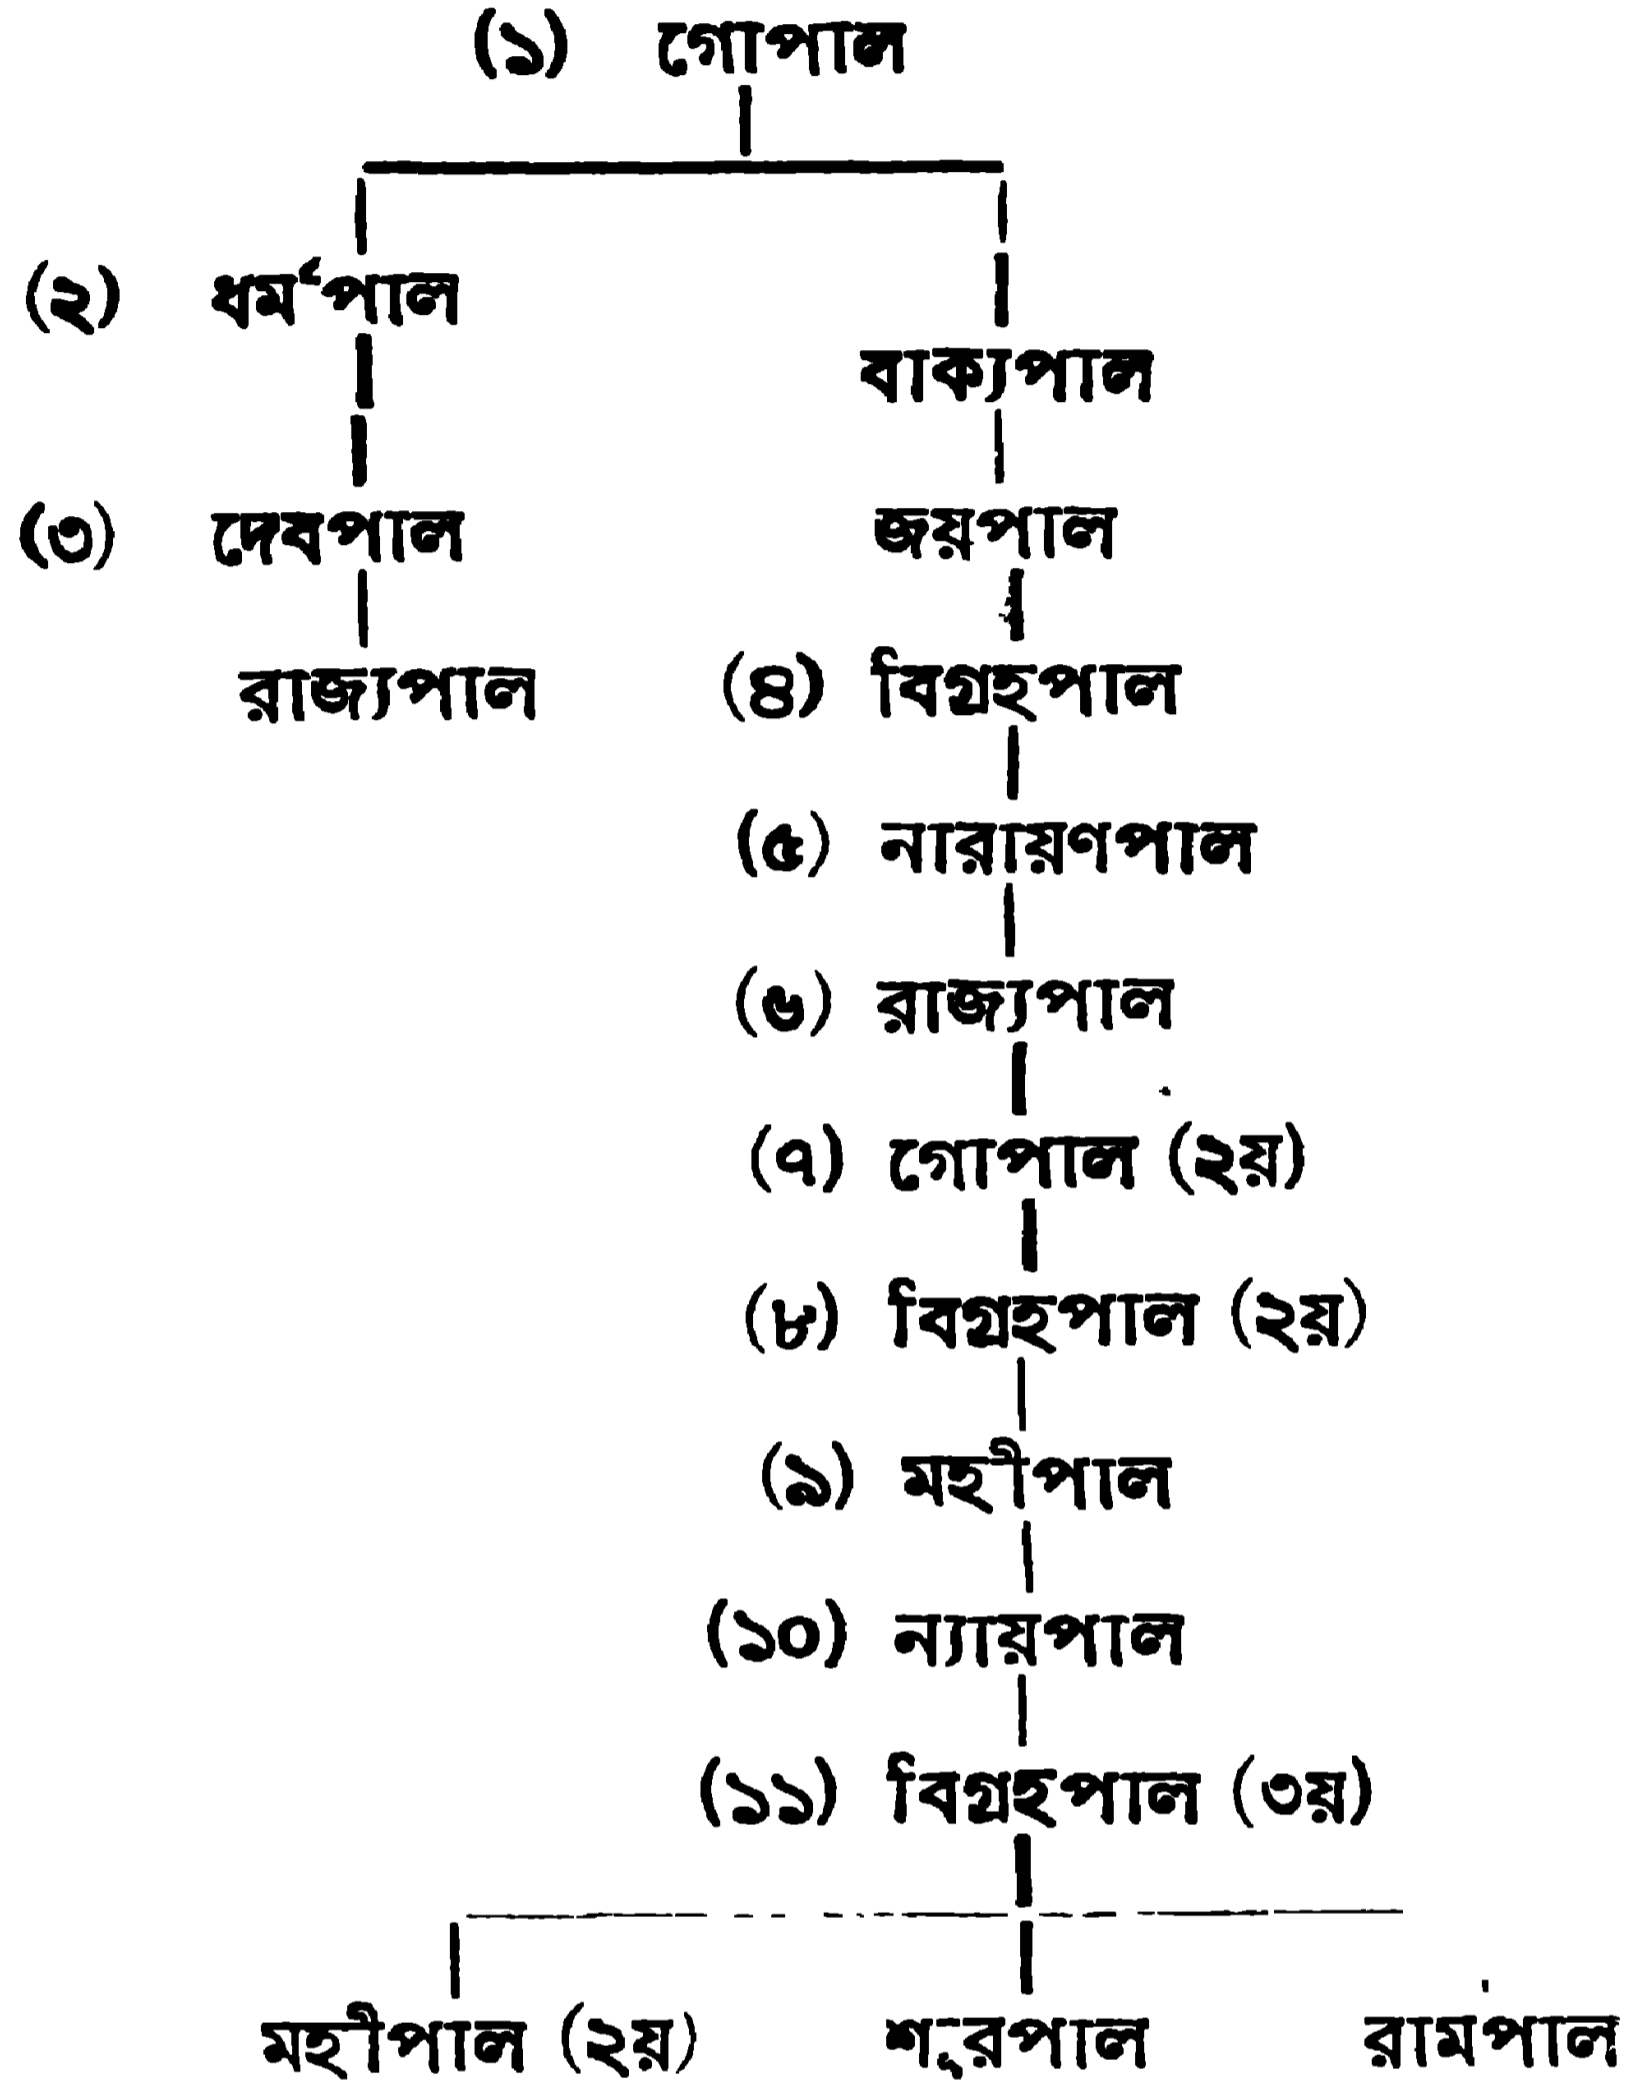 (১) গোপাল
(২) ধর্মপাল
বাক্যপাল
(৩) দেবপাল জয়পাল
রাজ্যপাল (৪) বিগ্রহপাল
(৫) নারায়ণপাল
(৬) রাজ্যপাল
(৭) গোপাল (২য়)
(৮) বিগ্রহপাল (২য়)
(৯) মহীপাল
(১০) ন্যায়পাল
(১১) বিগ্রহপাল (৩য়)
মহীপাল (২য়) শূরপাল রামপাল